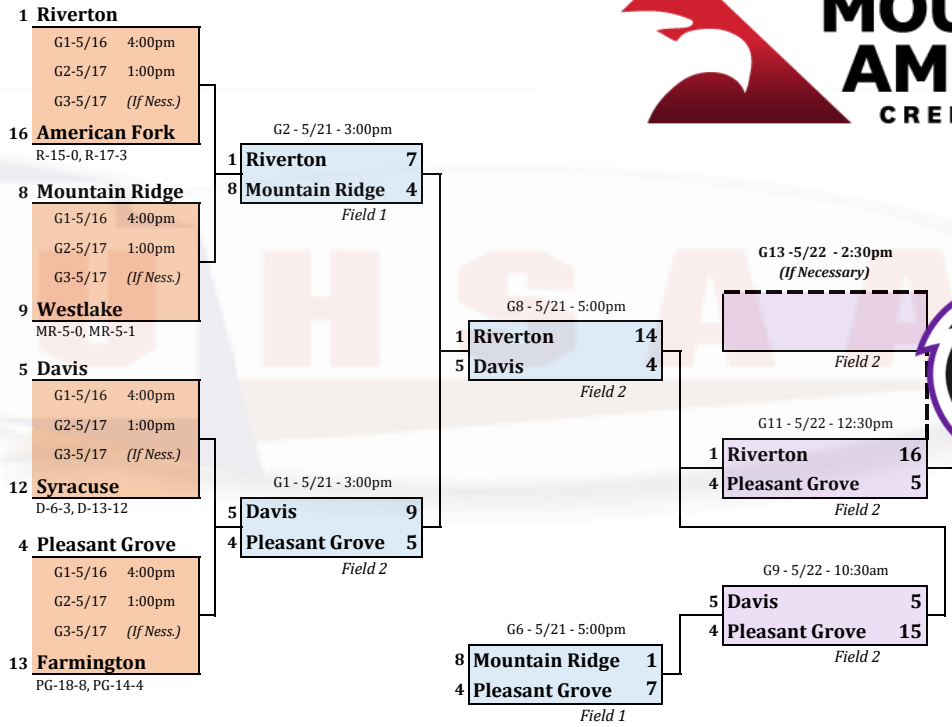 1 Riverton
G1-5/16 4:00pm
G2-5/17 1:00pm
G3-5/17 (If Ness.)
16 American Fork
R-15-0, R-17-3
8 Mountain Ridge
G1-5/16 4:00pm
G2-5/17 1:00pm
G3-5/17 (If Ness.)
9 Westlake
MR-5-0, MR-5-1
5 Davis
G1-5/16 4:00pm
G2-5/17 1:00pm
G3-5/17 (If Ness.)
12 Syracuse
D-6-3, D-13-12
4 Pleasant Grove
G1-5/16 4:00pm
G2-5/17 1:00pm
G3-5/17 (If Ness.)
13 Farmington
PG-18-8, PG-14-4
G2 - 5/21 - 3:00pm
1 Riverton 7
8 Mountain Ridge 4
Field 1
G1 - 5/21 - 3:00pm
5 Davis 9
4 Pleasant Grove 5
Field 2
G8 - 5/21 - 5:00pm
1 Riverton 14
5 Davis 4
Field 2
G6 - 5/21 - 5:00pm
8 Mountain Ridge 1
4 Pleasant Grove 7
Field 1
G13 -5/22 - 2:30pm
(If Necessary)
Field 2
G11 - 5/22 - 12:30pm
1 Riverton 16
4 Pleasant Grove 5
Field 2
G9 - 5/22 - 10:30am
5 Davis 5
4 Pleasant Grove 15
Field 2
MOU
AM
CRE
UHSAA